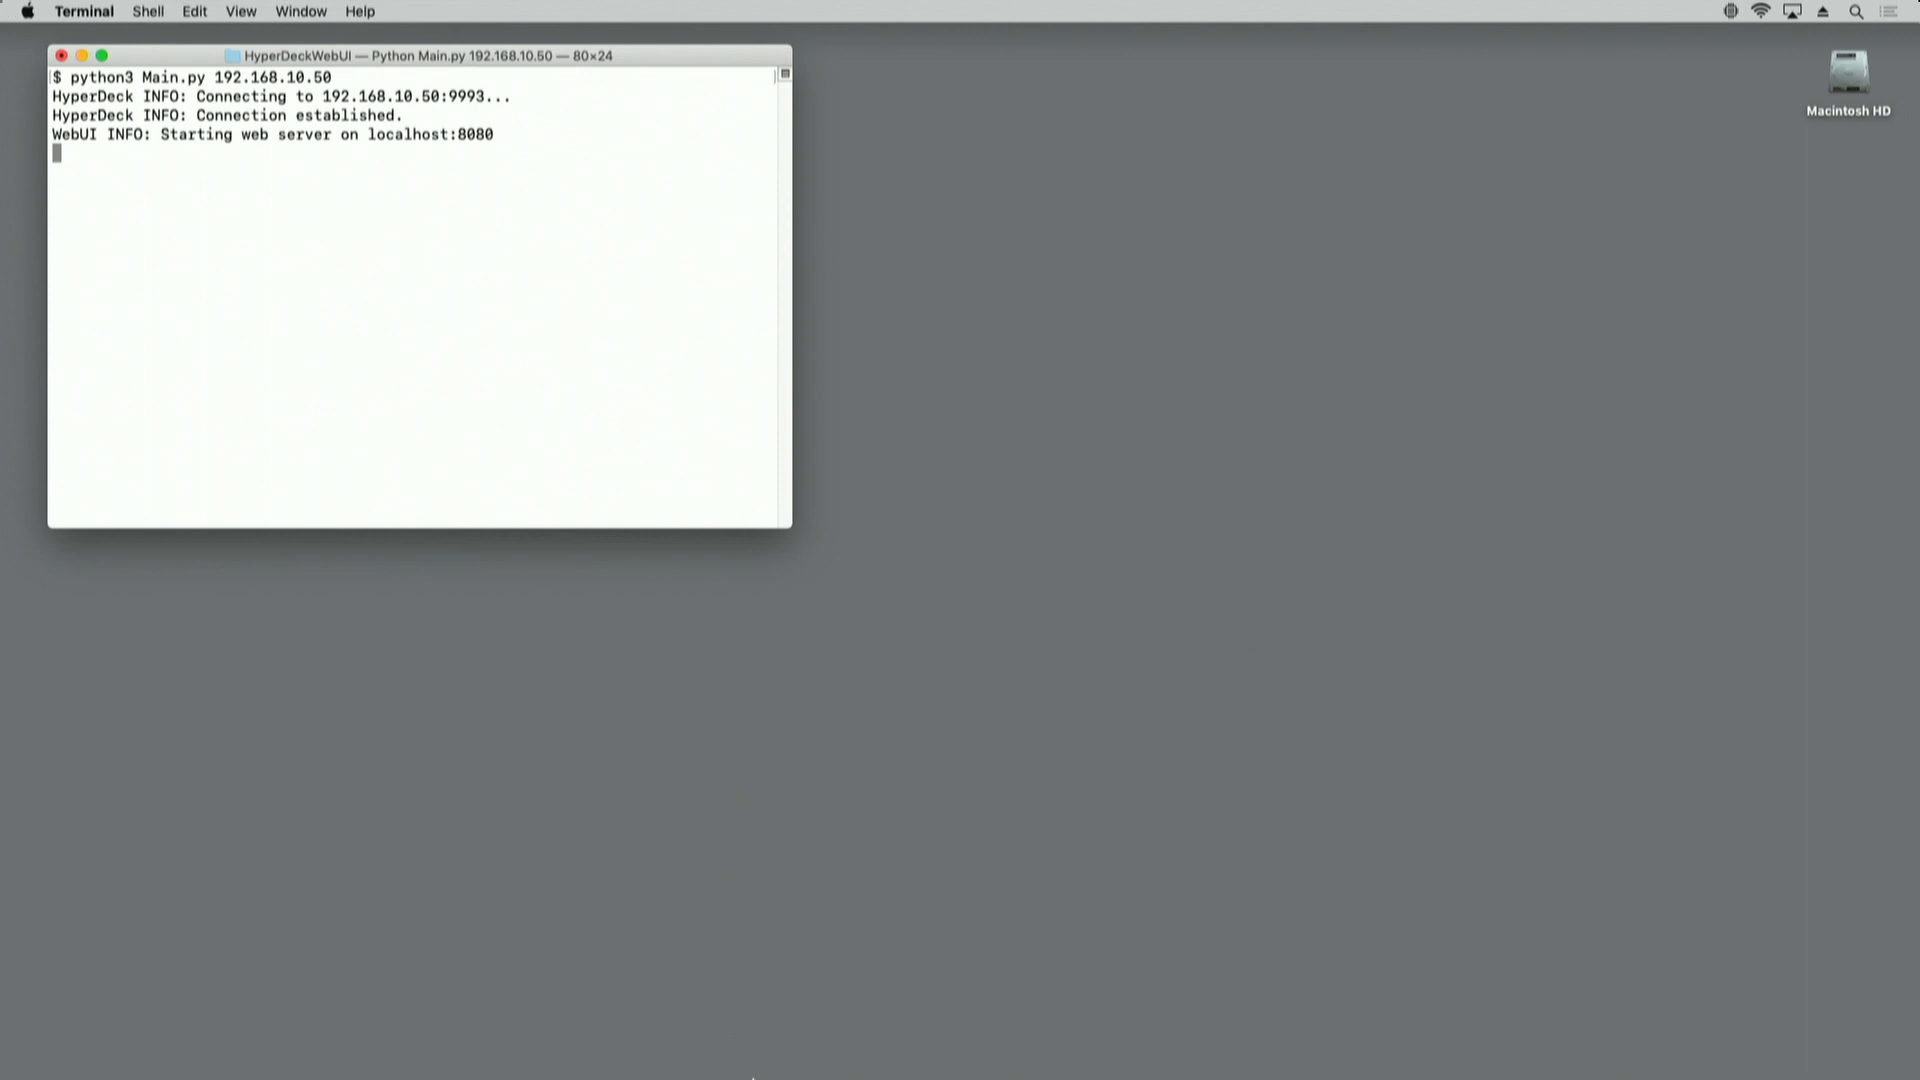 Terminal Shell Edit View Window Help
HyperDeckWebUI — Python Main.py 192.168.10.50 — 80×24
$ python3 Main.py 192.168.10.50
HyperDeck INFO: Connecting to 192.168.10.50:9993...
HyperDeck INFO: Connection established.
WebUI INFO: Starting web server on localhost:8080
Macintosh HD